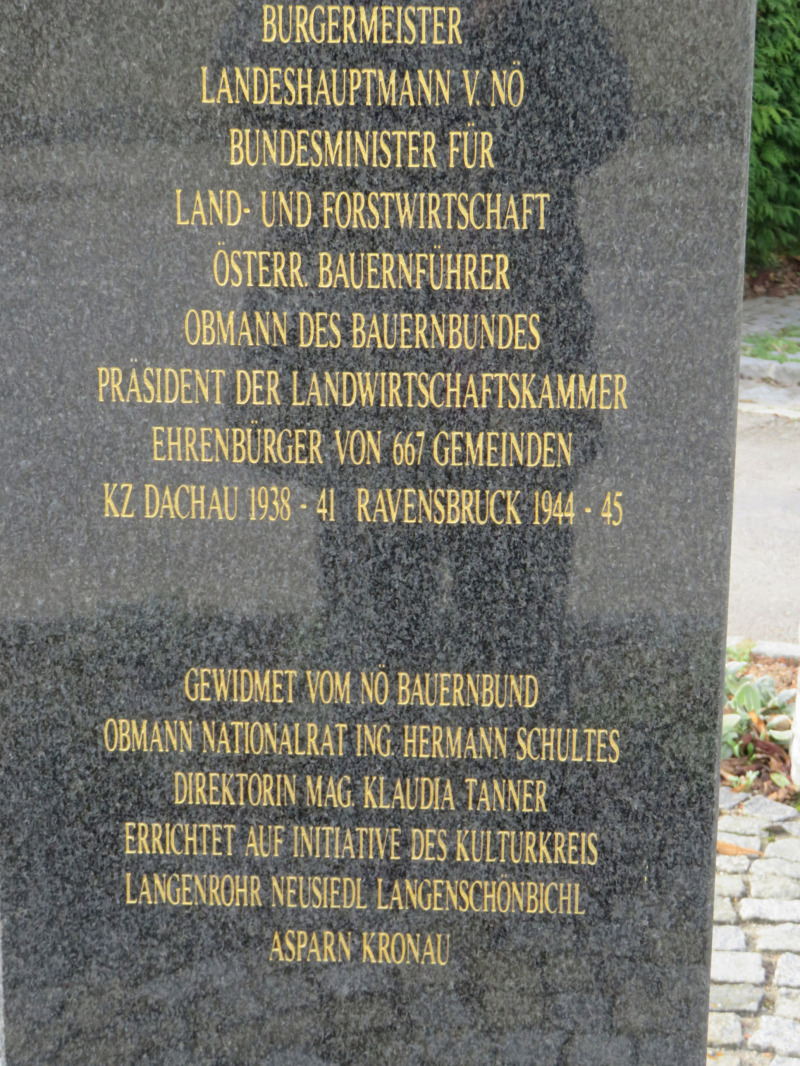 BÜRGERMEISTER
LANDESHAUPTMANN V. NÖ
BUNDESMINISTER FÜR
LAND- UND FORSTWIRTSCHAFT
ÖSTERR. BAUERNFÜHRER
OBMANN DES BAUERNBUNDES
PRÄSIDENT DER LANDWIRTSCHAFTSKAMMER
EHRENBÜRGER VON 667 GEMEINDEN
KZ DACHAU 1938 - 41 RAVENSBRUCK 1944 - 45
GEWIDMET VOM NÖ BAUERNBUND
OBMANN NATIONALRAT ING. HERMANN SCHULTES
DIREKTORIN MAG. KLAUDIA TANNER
ERRICHTET AUF INITIATIVE DES KULTURKREIS
LANGENROHR NEUSIEDL LANGENSCHÖNBICHL
ASPARN KRONAU